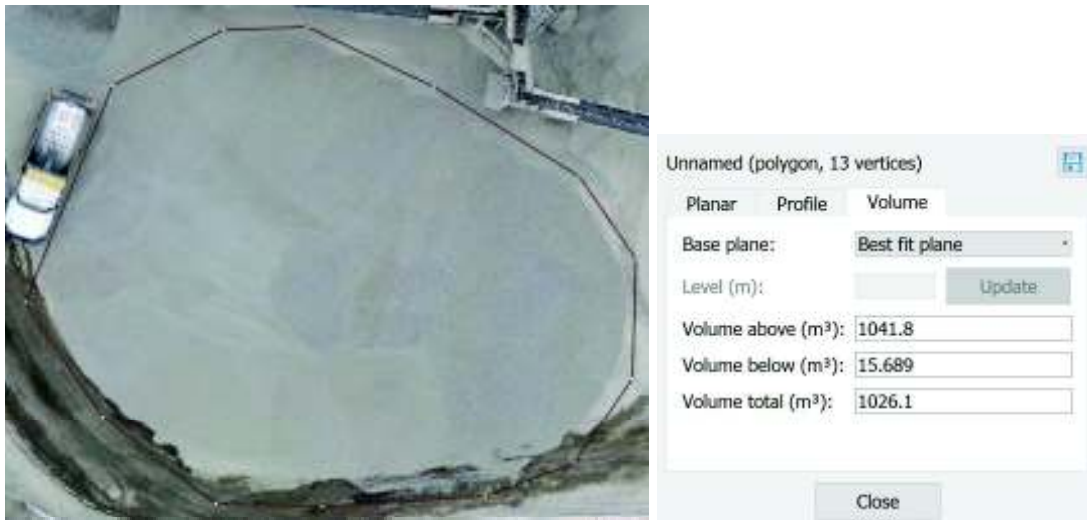 Unnamed (polygon, 13 vertices)
Planar Profile Volume
Base plane: Best fit plane
Level (m): Update
Volume above (m³): 1041.8
Volume below (m³): 15.689
Volume total (m³): 1026.1
Close